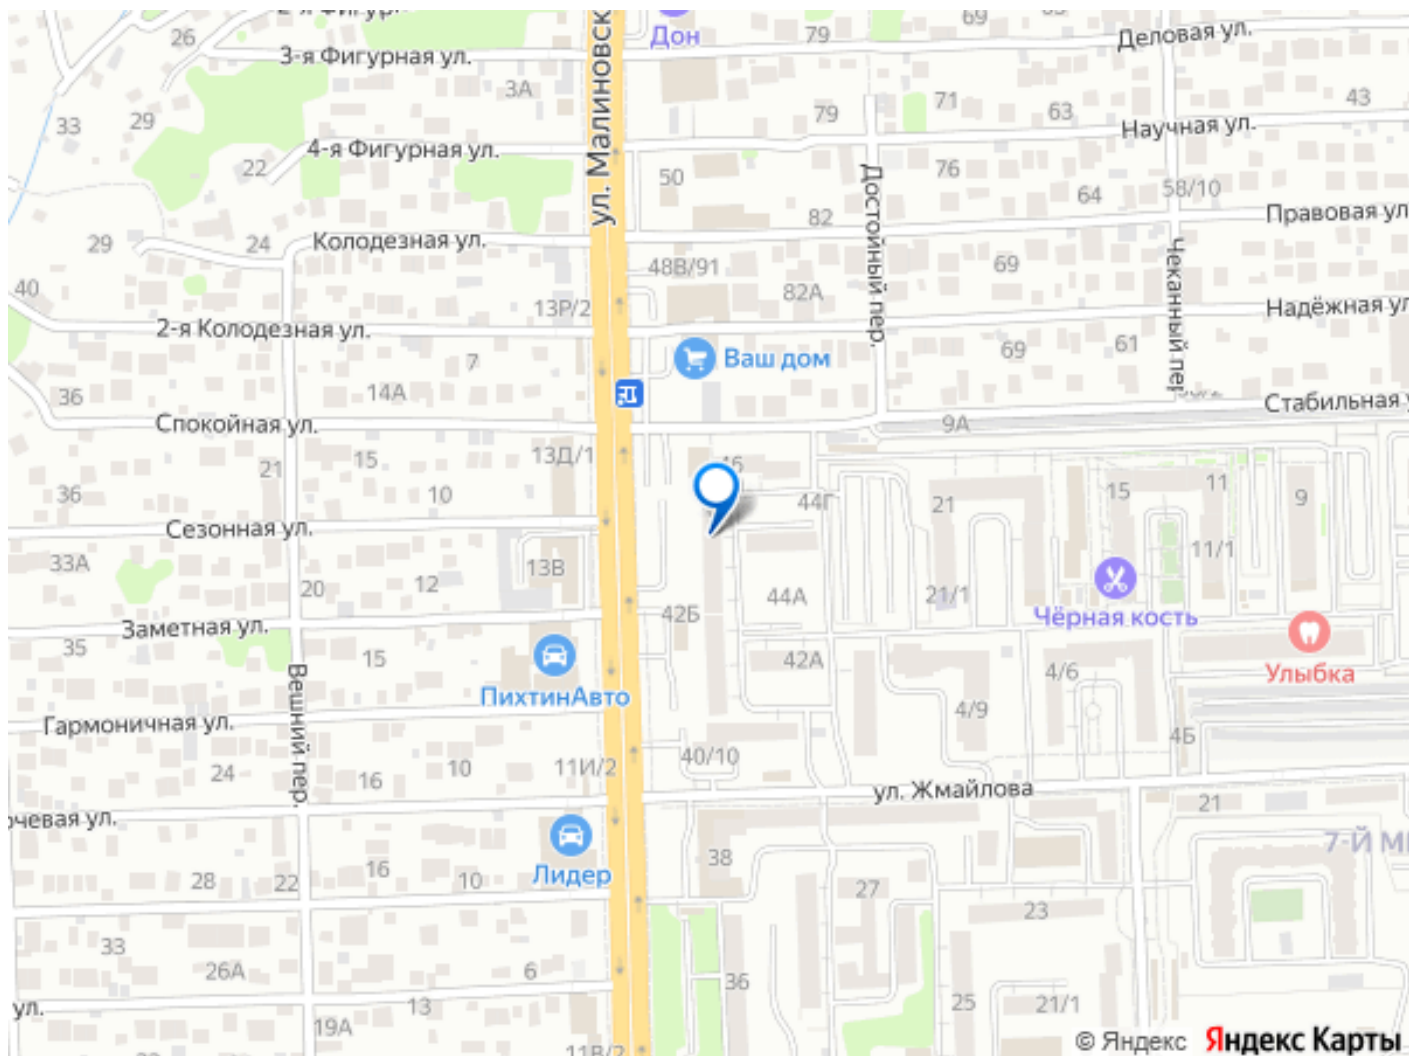 26
3-я Фигурная ул.
ул. Малиновск
Дон
79
69
Деловая ул.
3А
33
29
79
71
63
43
Научная ул.
22
4-я Фигурная ул.
50
76
64
58/10
Достойный пер.
82
Правовая ул
29
24
Колодезная ул.
48В/91
69
Чеканный пер
40
13Р/2
82А
Надёжная ул
2-я Колодезная ул.
7
Ваш дом
69
61
36
14А
Стабильная у
Спокойная ул.
9А
21
15
13Д/1
36
10
44Г
21
15
11
9
Сезонная ул.
33А
20
12
13В
11/1
44А
21/1
42Б
Чёрная кость
Заметная ул.
35
15
42А
4/6
Улыбка
Вешний пер.
ПихтинАвто
Гармоничная ул.
4/9
4Б
24
16
10
11И/2
40/10
ул. Жмайлова
21
очевая ул.
7-Й МИ
Лидер
38
28
22
16
10
27
23
33
26А
6
36
25
21/1
ул.
13
19А
11В/2
© Яндекс Яндекс Карты